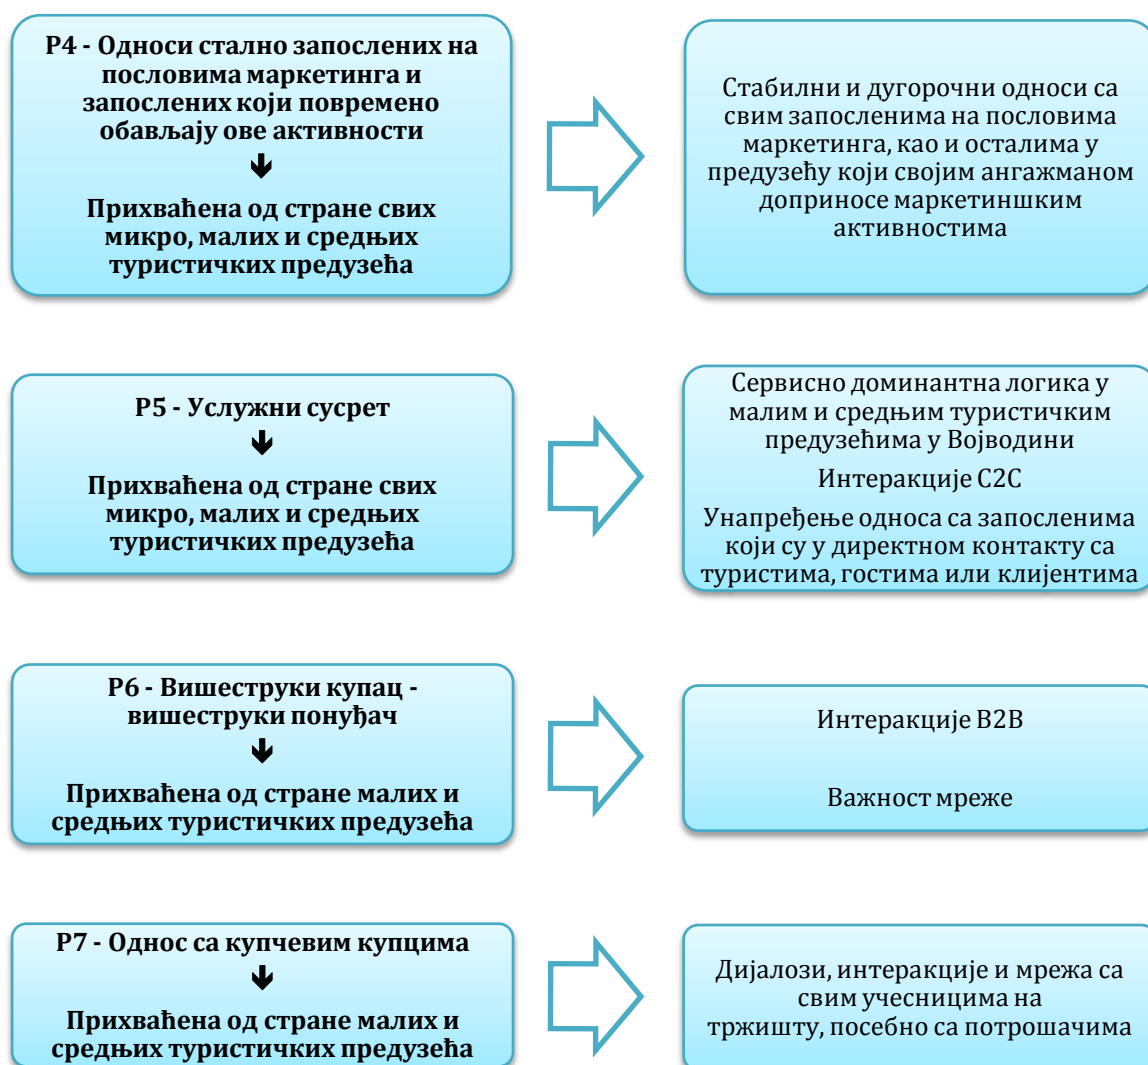 Р4 - Односи стално запослених на
пословима маркетинга и
запослених који повремено
обављају ове активности
🡻
Прихваћена од стране свих
микро, малих и средњих
туристичких предузећа
Стабилни и дугорочни односи са
свим запосленима на пословима
маркетинга, као и осталима у
предузећу који својим ангажманом
доприносе маркетиншким
активностима
Р5 - Услужни сусрет
🡻
Прихваћена од стране свих
микро, малих и средњих
туристичких предузећа
Сервисно доминантна логика у
малим и средњим туристичким
предузећима у Војводини
Интеракције C2C
Унапређење односа са запосленима
који су у директном контакту са
туристима, гостима или клијентима
Р6 - Вишеструки купац -
вишеструки понуђач
🡻
Прихваћена од стране малих и
средњих туристичких предузећа
Интеракције B2B
Важност мреже
Р7 - Однос са купчевим купцима
🡻
Прихваћена од стране малих и
средњих туристичких предузећа
Дијалози, интеракције и мрежа са
свим учесницима на
тржишту, посебно са потрошачима